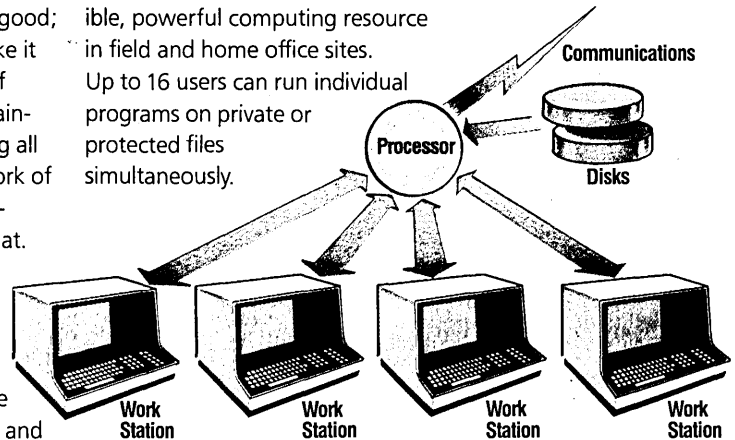 good;
ke it
f
ain-
g all
ork of
-
at.
e
and
ible, powerful computing resource
in field and home office sites.
Up to 16 users can run individual
programs on private or
protected files
simultaneously.
Communications
Processor
Disks
Work
Station
Work
Station
Work
Station
Work
Station